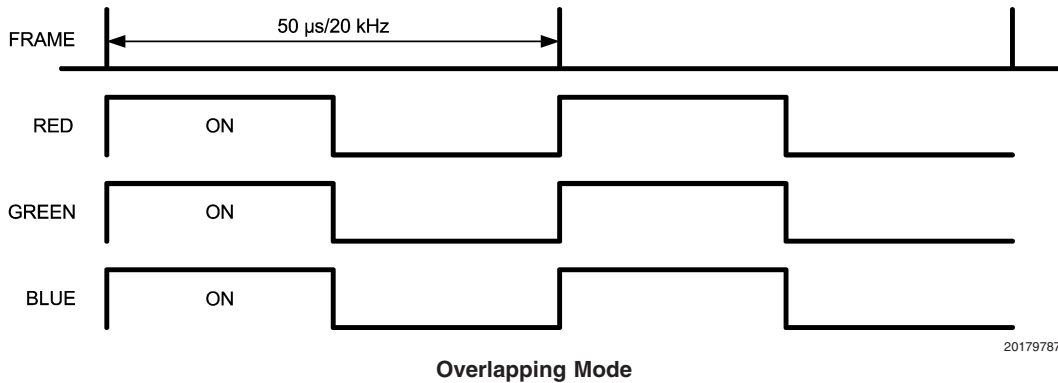 50 µs/20 kHz
FRAME
RED
ON
GREEN
ON
BLUE
ON
20179787
Overlapping Mode